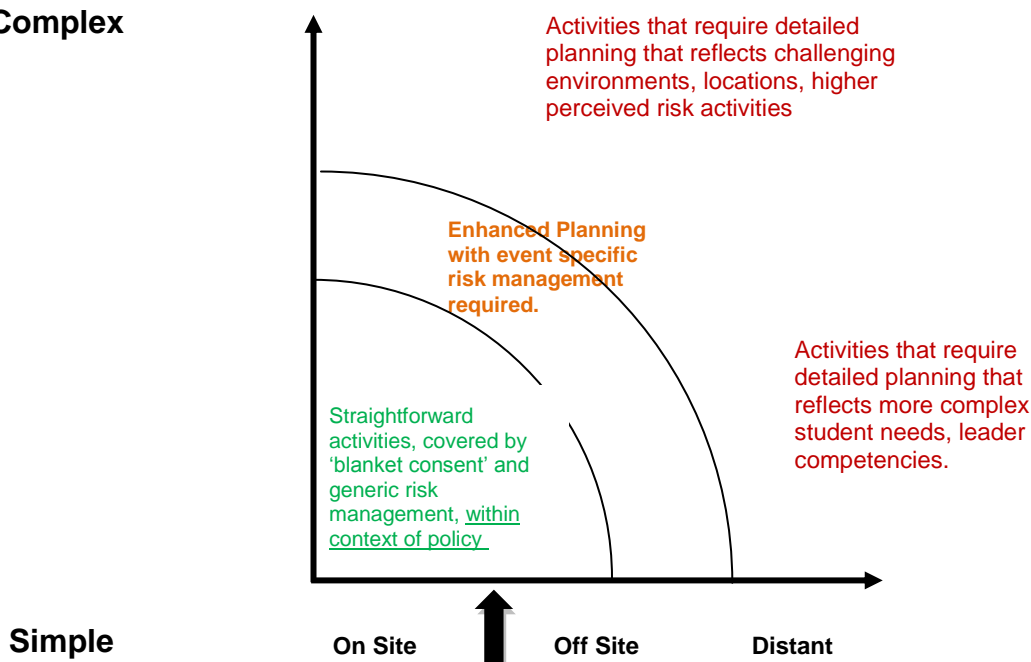 Complex
Activities that require detailed
planning that reflects challenging
environments, locations, higher
perceived risk activities
Enhanced Planning
with event specific
risk management
required.
Activities that require
detailed planning that
reflects more complex
student needs, leader
competencies.
Straightforward
activities, covered by
‘blanket consent’ and
generic risk
management, within
context of policy
Simple
On Site
Off Site
Distant